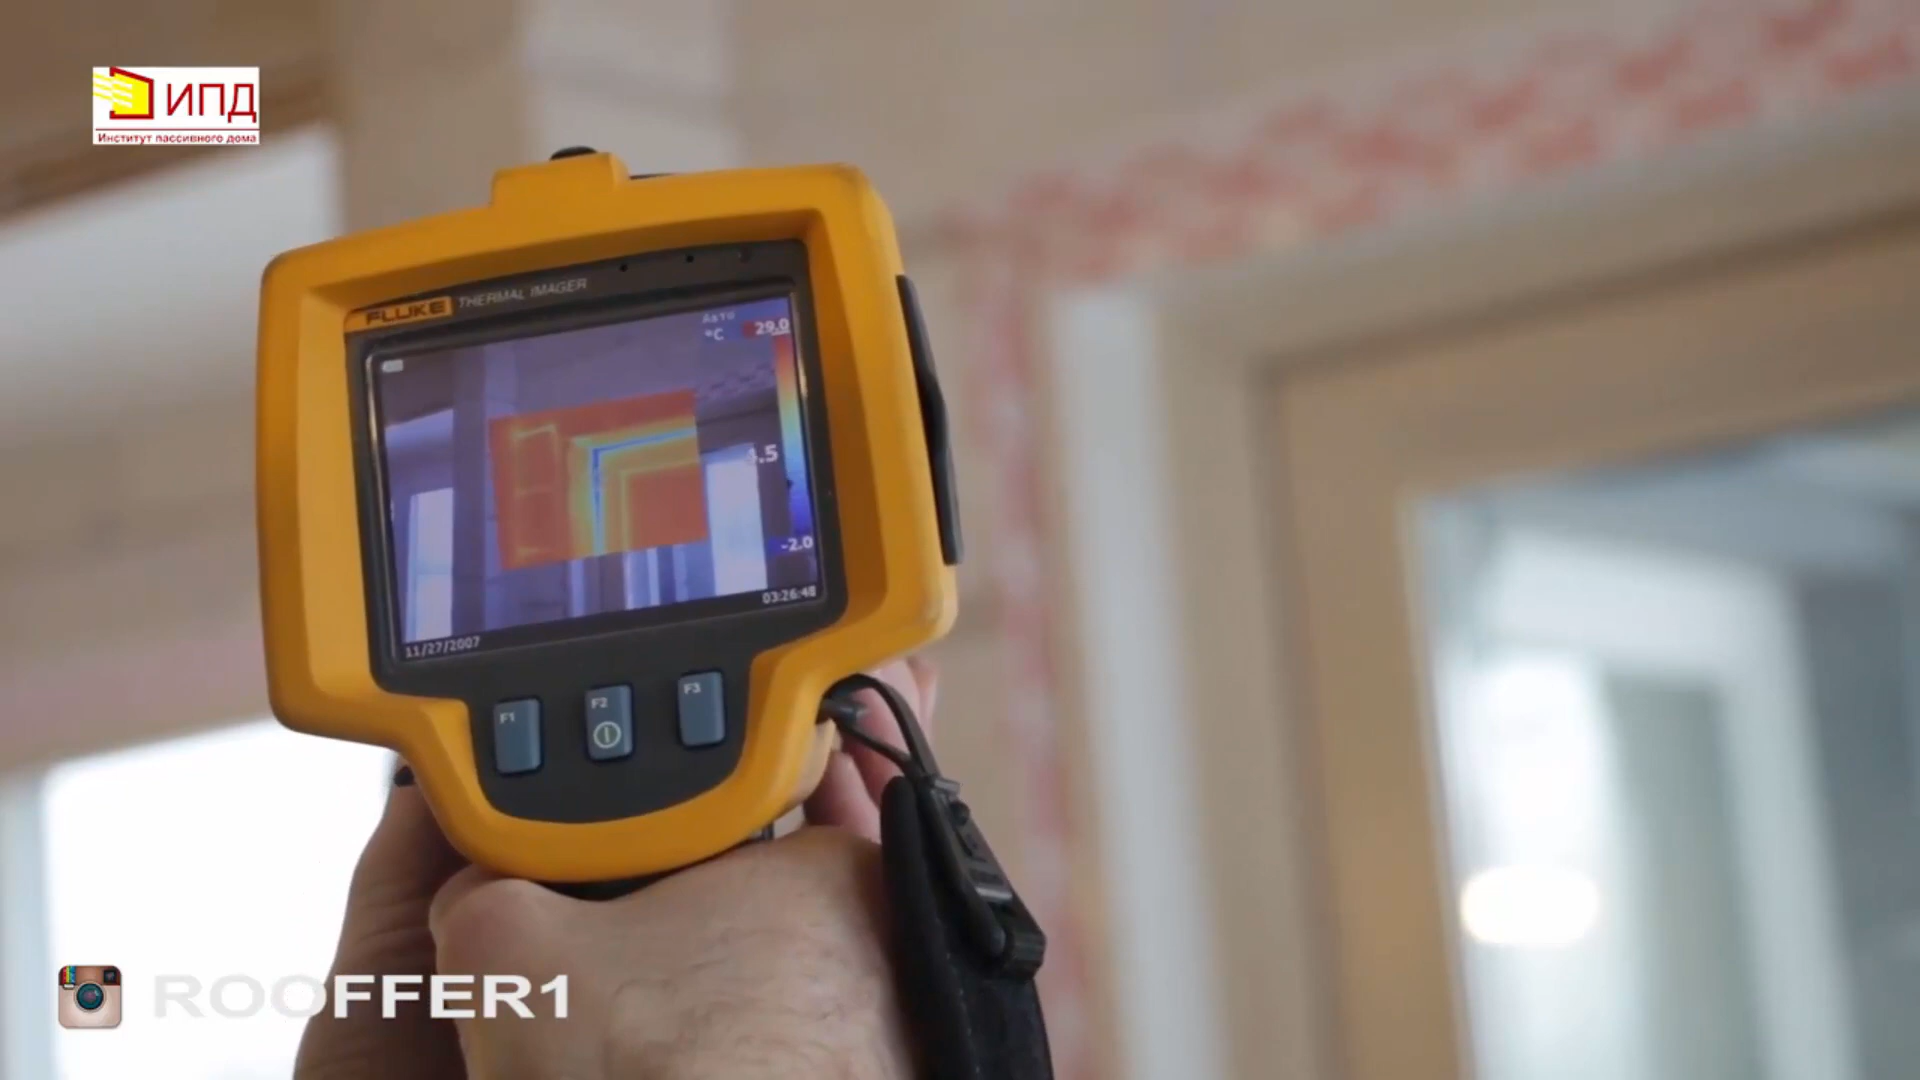 ИПД
Институт пассивного дома
FLUKE THERMAL IMAGER
°C 29.0
-2.0
03:26:48
11/27/2007
F1
F2
F3
ROOFFER1